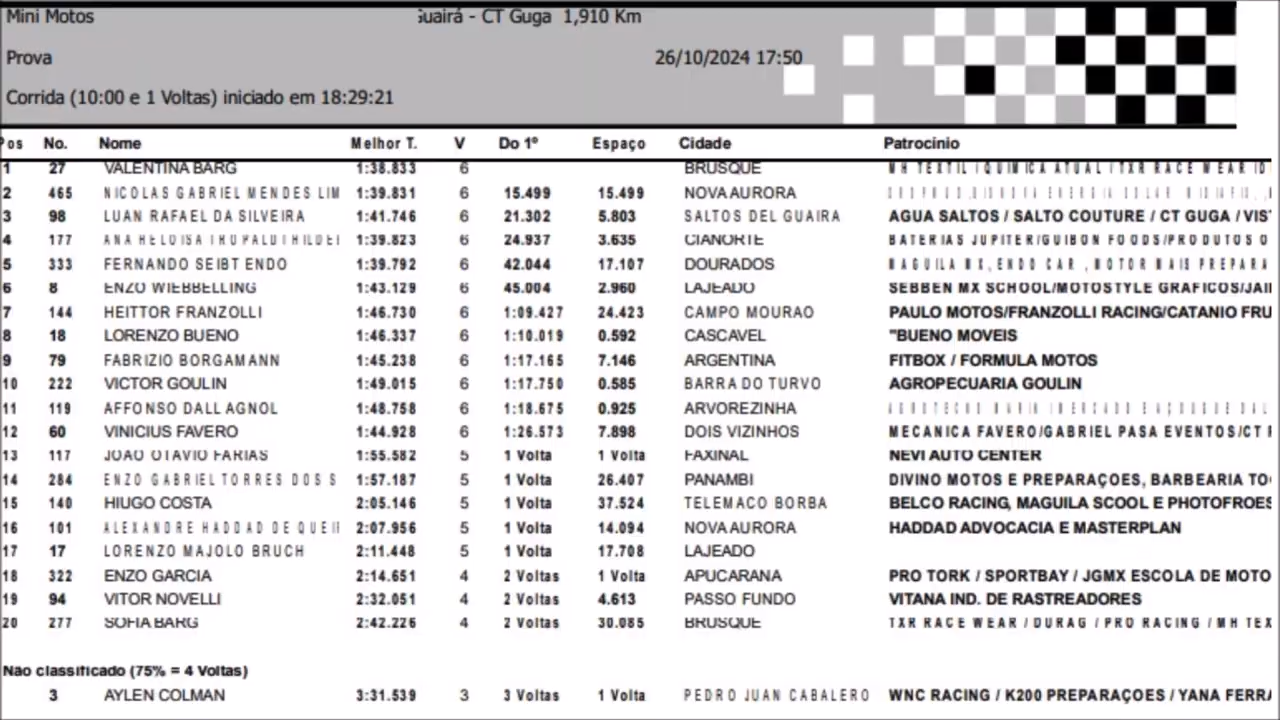 Mini Motos Guairá - CT Guga 1,910 Km
Prova 26/10/2024 17:50
Corrida (10:00 e 1 Voltas) iniciado em 18:29:21
Pos No. Nome Melhor T. V Do 1º Espaço Cidade Patrocínio
1 27 VALENTINA BARG 1:38.833 6 BRUSQUE MH TEXTIL / QUIMICA ATUAL / TXR RACE WEAR
2 465 NICOLAS GABRIEL MENDES LIM 1:39.831 6 15.499 15.499 NOVA AURORA
3 98 LUAN RAFAEL DA SILVEIRA 1:41.746 6 21.302 5.803 SALTOS DEL GUAIRA AGUA SALTOS / SALTO COUTURE / CT GUGA / VIS
4 177 ANA HELOISA 1:39.823 6 24.937 3.635 CIANORTE BATERIAS JUPITER/GUIBON FOODS/PRODUTOS
5 333 FERNANDO SEIBT ENDO 1:39.792 6 42.044 17.107 DOURADOS MAGUILA MX, ENDO CAR , MOTOR MAIS PREPARA
6 8 ENZO WIEBBELLING 1:43.129 6 45.004 2.960 LAJEADO SEBBEN MX SCHOOL/MOTOSTYLE GRAFICOS/JAI
7 144 HEITTOR FRANZOLLI 1:46.730 6 1:09.427 24.423 CAMPO MOURAO PAULO MOTOS/FRANZOLLI RACING/CATANIO FRU
8 18 LORENZO BUENO 1:46.337 6 1:10.019 0.592 CASCAVEL "BUENO MOVEIS
9 79 FABRIZIO BORGAMANN 1:45.238 6 1:17.165 7.146 ARGENTINA FITBOX / FORMULA MOTOS
10 222 VICTOR GOULIN 1:49.015 6 1:17.750 0.585 BARRA DO TURVO AGROPECUARIA GOULIN
11 119 AFFONSO DALL AGNOL 1:48.758 6 1:18.675 0.925 ARVOREZINHA
12 60 VINICIUS FAVERO 1:44.928 6 1:26.573 7.898 DOIS VIZINHOS MECANICA FAVERO/GABRIEL PASA EVENTOS/CT
13 117 JOAO OTAVIO FARIAS 1:55.582 5 1 Volta 1 Volta FAXINAL NEVI AUTO CENTER
14 284 ENZO GABRIEL TORRES DOS S 1:57.187 5 1 Volta 26.407 PANAMBI DIVINO MOTOS E PREPARAÇOES, BARBEARIA TO
15 140 HIUGO COSTA 2:05.146 5 1 Volta 37.524 TELEMACO BORBA BELCO RACING, MAGUILA SCOOL E PHOTOFROES
16 101 ALEXANDRE HADDAD DE QUEI 2:07.956 5 1 Volta 14.094 NOVA AURORA HADDAD ADVOCACIA E MASTERPLAN
17 17 LORENZO MAJOLO BRUCH 2:11.448 5 1 Volta 17.708 LAJEADO
18 322 ENZO GARCIA 2:14.651 4 2 Voltas 1 Volta APUCARANA PRO TORK / SPORTBAY / JGMX ESCOLA DE MOTO
19 94 VITOR NOVELLI 2:32.051 4 2 Voltas 4.613 PASSO FUNDO VITANA IND. DE RASTREADORES
20 277 SOFIA BARG 2:42.226 4 2 Voltas 30.085 BRUSQUE TXR RACE WEAR / DURAG / PRO RACING / MH TEX
Não classificado (75% = 4 Voltas)
3 AYLEN COLMAN 3:31.539 3 3 Voltas 1 Volta PEDRO JUAN CABALERO WNC RACING / K200 PREPARAÇOES / YANA FERRA